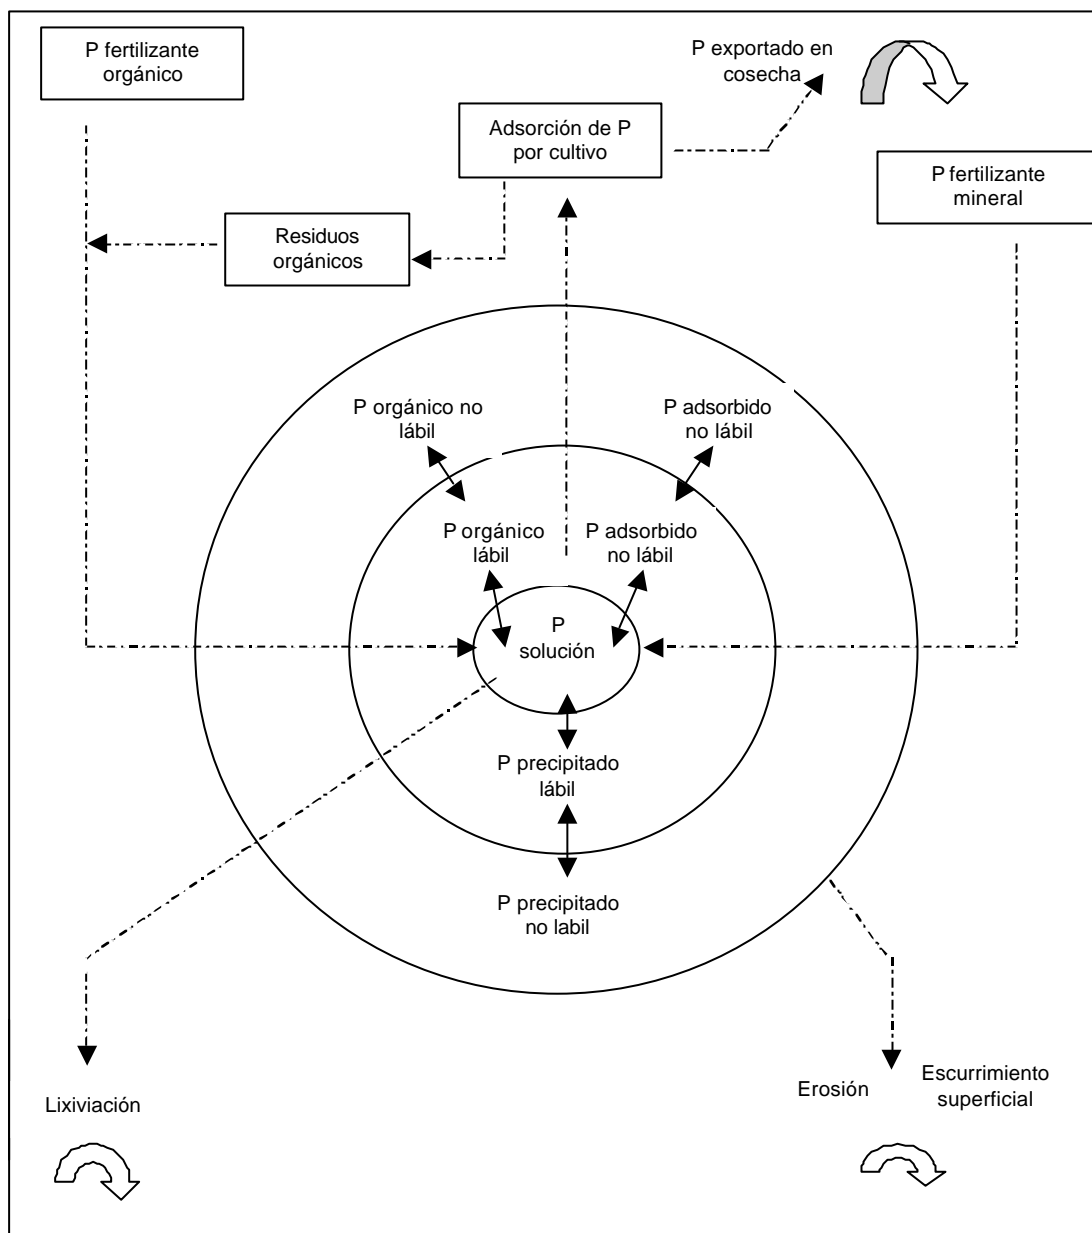 P fertilizante
orgánico
P exportado en
cosecha
Adsorción de P
por cultivo
P fertilizante
mineral
Residuos
orgánicos
P orgánico no
lábil
P adsorbido
no lábil
P orgánico
lábil
P adsorbido
no lábil
P
solución
P precipitado
lábil
P precipitado
no labil
Lixiviación
Erosión
Escurrimiento
superficial